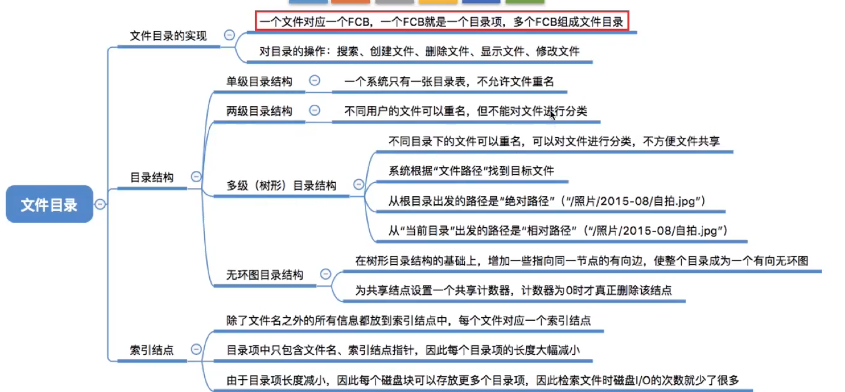 文件目录
文件目录的实现
一个文件对应一个FCB，一个FCB就是一个目录项，多个FCB组成文件目录
对目录的操作：搜索、创建文件、删除文件、显示文件、修改文件
目录结构
单级目录结构
一个系统只有一张目录表，不允许文件重名
两级目录结构
不同用户的文件可以重名，但不能对文件进行分类
多级（树形）目录结构
不同目录下的文件可以重名，可以对文件进行分类，不方便文件共享
系统根据“文件路径”找到目标文件
从根目录出发的路径是“绝对路径”（“/照片/2015-08/自拍.jpg”）
从“当前目录”出发的路径是“相对路径”（“/照片/2015-08/自拍.jpg”）
无环图目录结构
在树形目录结构的基础上，增加一些指向同一节点的有向边，使整个目录成为一个有向无环图
为共享结点设置一个共享计数器，计数器为0时才真正删除该结点
索引结点
除了文件名之外的所有信息都放到索引结点中，每个文件对应一个索引结点
目录项中只包含文件名、索引结点指针，因此每个目录项的长度大幅减小
由于目录项长度减小，因此每个磁盘块可以存放更多个目录项，因此检索文件时磁盘I/O的次数就少了很多